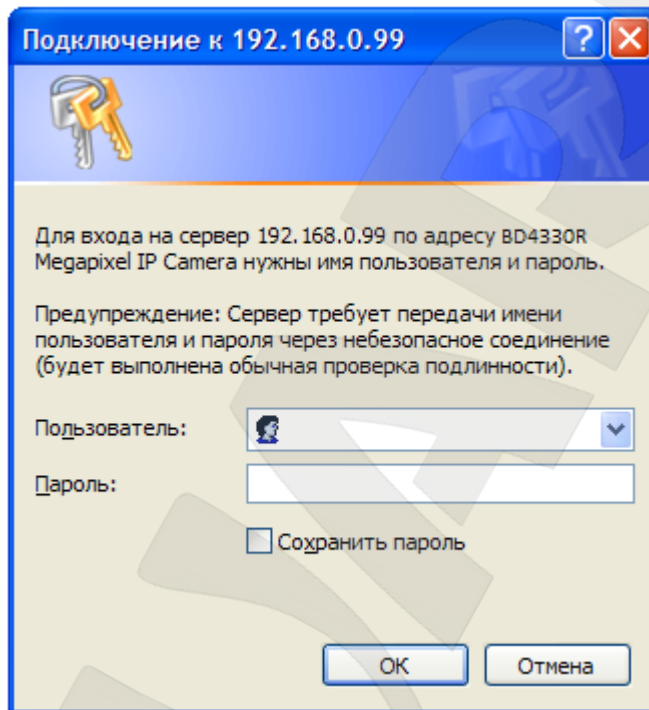 Подключение к 192.168.0.99
Для входа на сервер 192.168.0.99 по адресу BD4330R
Megapixel IP Camera нужны имя пользователя и пароль.
Предупреждение: Сервер требует передачи имени
пользователя и пароля через небезопасное соединение
(будет выполнена обычная проверка подлинности).
Пользователь:
Пароль:
Сохранить пароль
ОК
Отмена